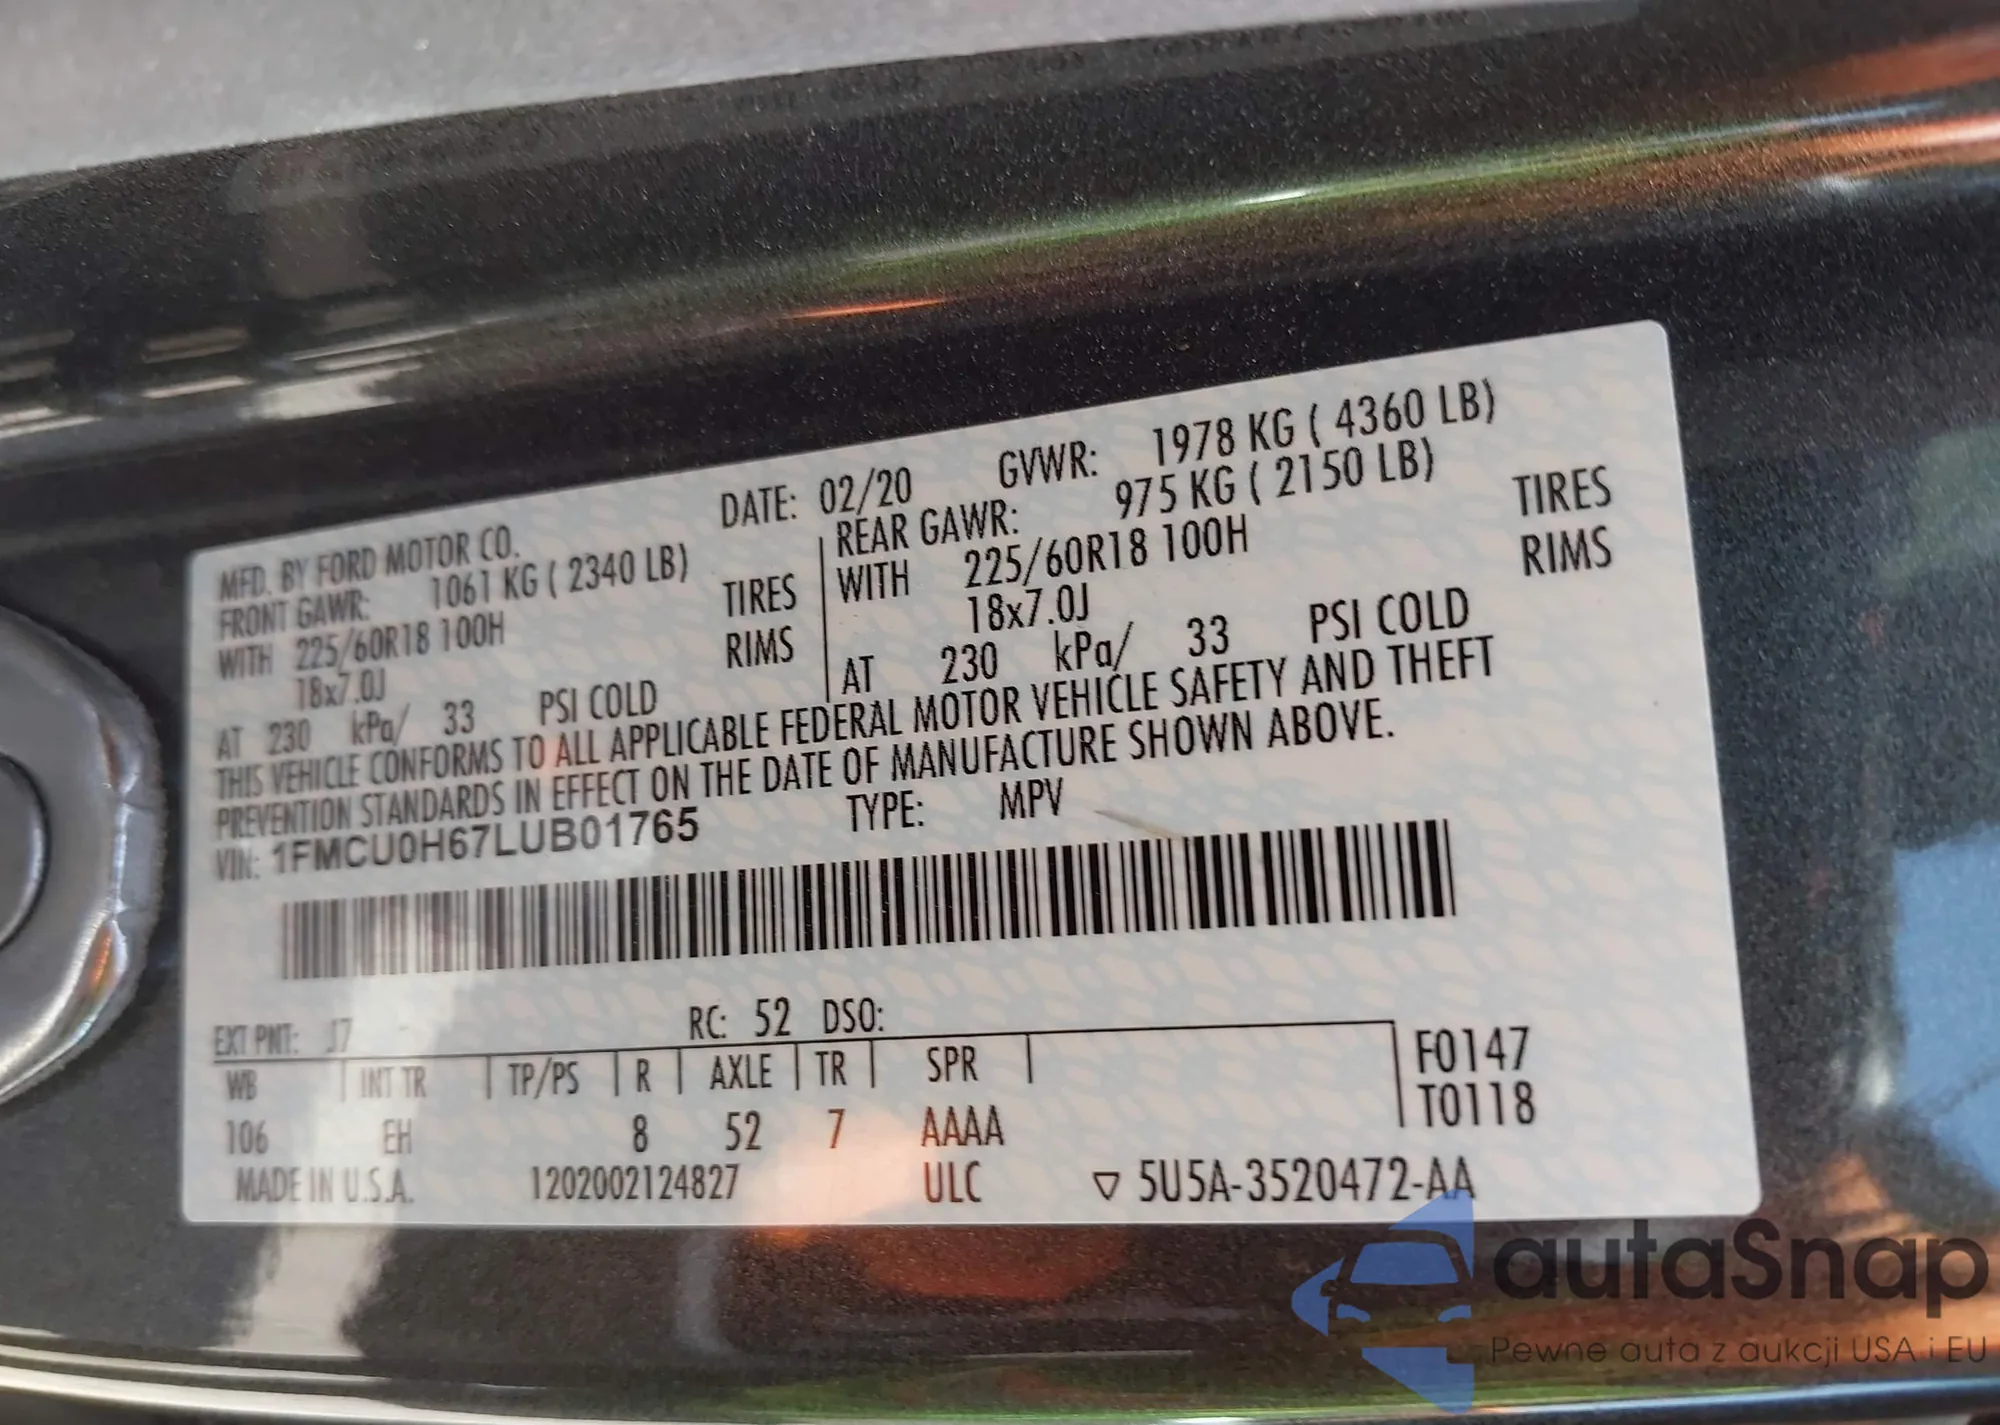 MFD. BY FORD MOTOR CO. DATE: 02/20 GVWR: 1978 KG ( 4360 LB)
FRONT GAWR: 1061 KG ( 2340 LB) REAR GAWR: 975 KG ( 2150 LB)
WITH 225/60R18 100H TIRES WITH 225/60R18 100H TIRES
18x7.0J RIMS 18x7.0J RIMS
AT 230 kPa/ 33 PSI COLD AT 230 kPa/ 33 PSI COLD
THIS VEHICLE CONFORMS TO ALL APPLICABLE FEDERAL MOTOR VEHICLE SAFETY AND THEFT
PREVENTION STANDARDS IN EFFECT ON THE DATE OF MANUFACTURE SHOWN ABOVE.
VIN: 1FMCU0H67LUB01765 TYPE: MPV
EXT PNT: J7 RC: 52 DSO:
WB INT TR TP/PS R AXLE TR SPR F0147
106 EH 8 52 7 AAAA T0118
MADE IN U.S.A. 1202002124827 ULC ▽ 5U5A-3520472-AA
autaSnap
Pewne auta z aukcji USA i EU